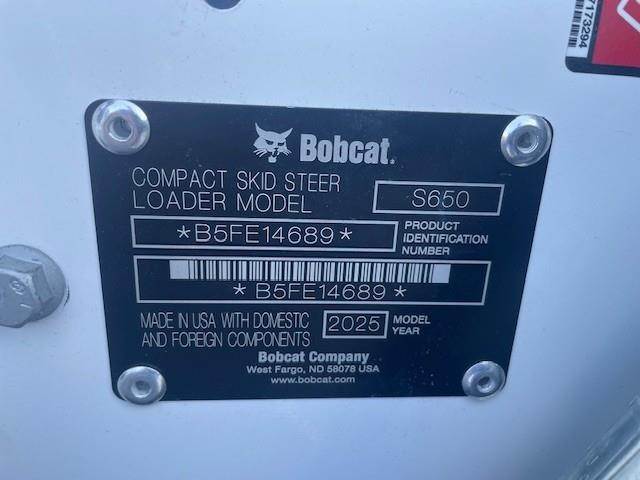 7173294
Bobcat.
COMPACT SKID STEER
LOADER MODEL
S650
*B5FE14689*
PRODUCT
IDENTIFICATION
NUMBER
*B5FE14689*
MADE IN USA WITH DOMESTIC
AND FOREIGN COMPONENTS
2025
MODEL
YEAR
Bobcat Company
West Fargo, ND 58078 USA
www.bobcat.com